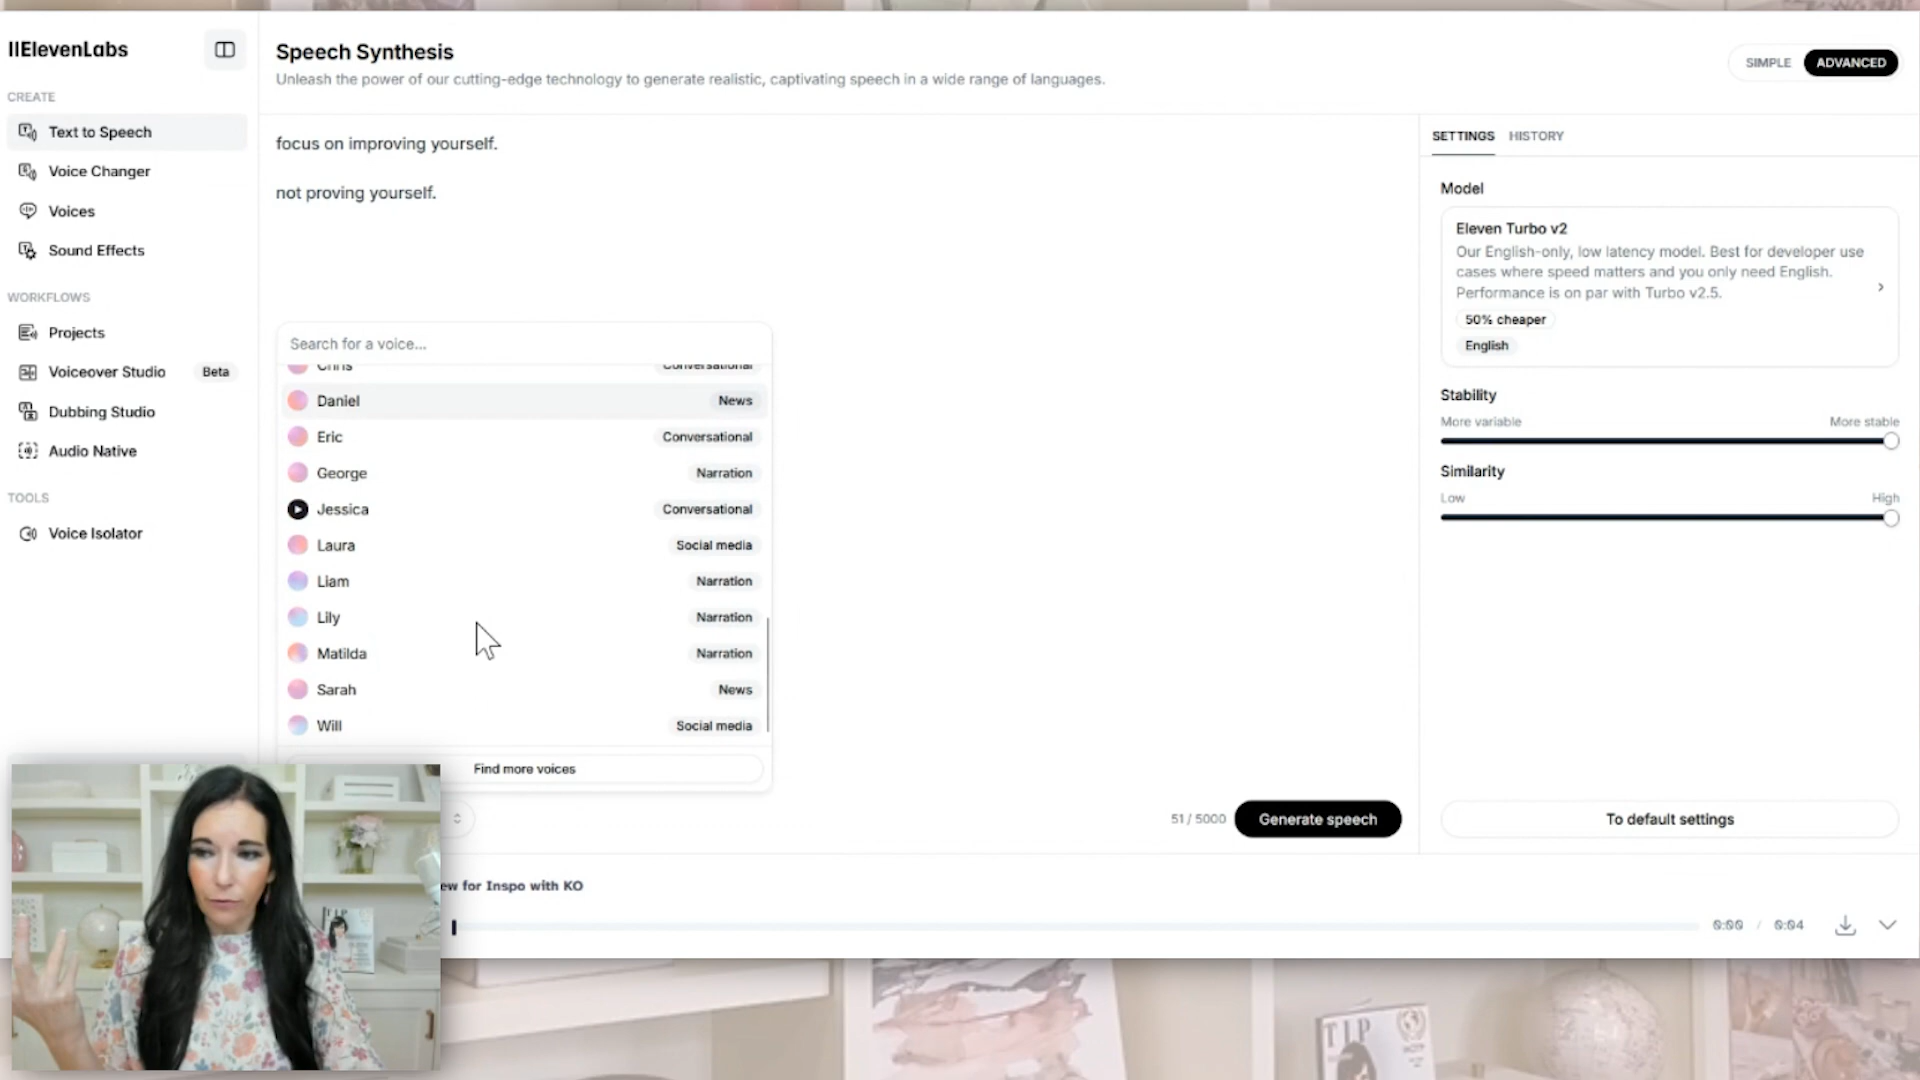 IIElevenLabs
CREATE
Text to Speech
Voice Changer
Voices
Sound Effects
WORKFLOWS
Projects
Voiceover Studio Beta
Dubbing Studio
Audio Native
TOOLS
Voice Isolator
Speech Synthesis
Unleash the power of our cutting-edge technology to generate realistic, captivating speech in a wide range of languages.
SIMPLE ADVANCED
focus on improving yourself.
not proving yourself.
Search for a voice...
Chris Conversational
Daniel News
Eric Conversational
George Narration
Jessica Conversational
Laura Social media
Liam Narration
Lily Narration
Matilda Narration
Sarah News
Will Social media
Find more voices
51 / 5000 Generate speech
SETTINGS HISTORY
Model
Eleven Turbo v2
Our English-only, low latency model. Best for developer use
cases where speed matters and you only need English.
Performance is on par with Turbo v2.5.
50% cheaper
English
Stability
More variable More stable
Similarity
Low High
To default settings
ew for Inspo with KO
0:00 / 0:04
TIP
TIP